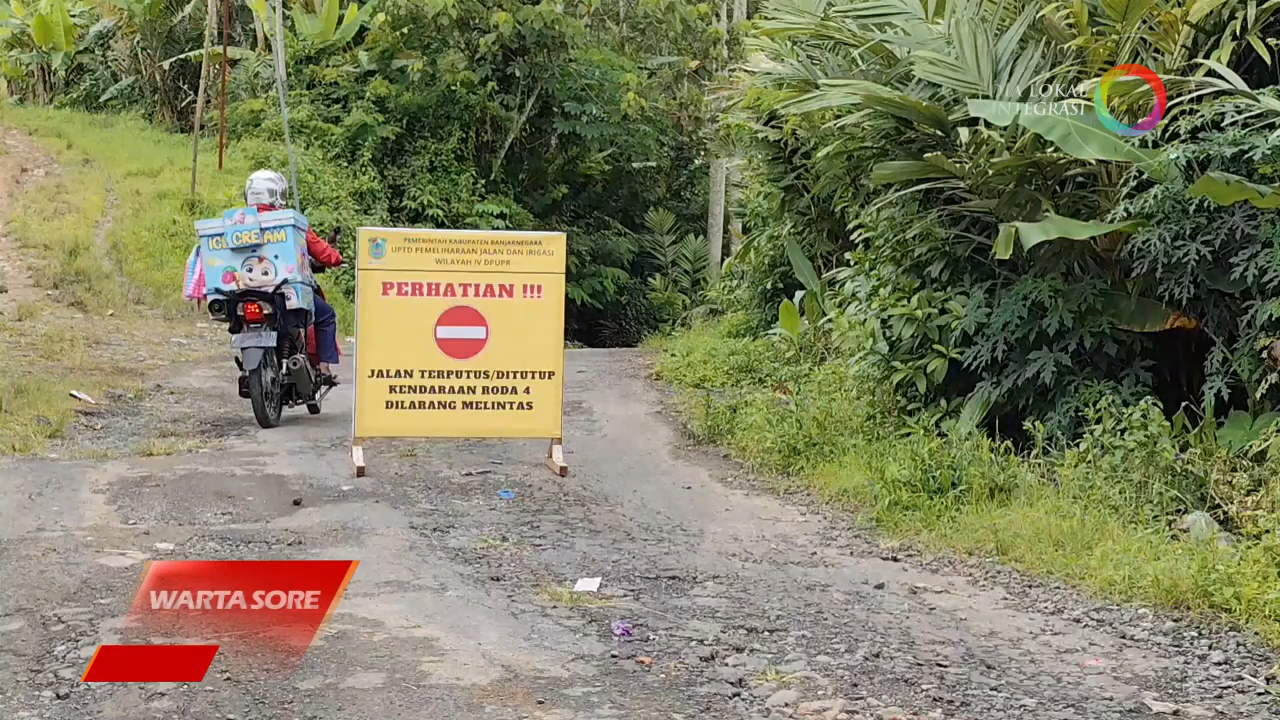 A LOKAL
INTEGRASI
ICE CREAM
PEMERINTAH KABUPATEN BANJARNEGARA
UPTD PEMELIHARAAN JALAN DAN IRIGASI
WILAYAH IV DPUPR
PERHATIAN !!!
JALAN TERPUTUS/DITUTUP
KENDARAAN RODA 4
DILARANG MELINTAS
WARTA SORE